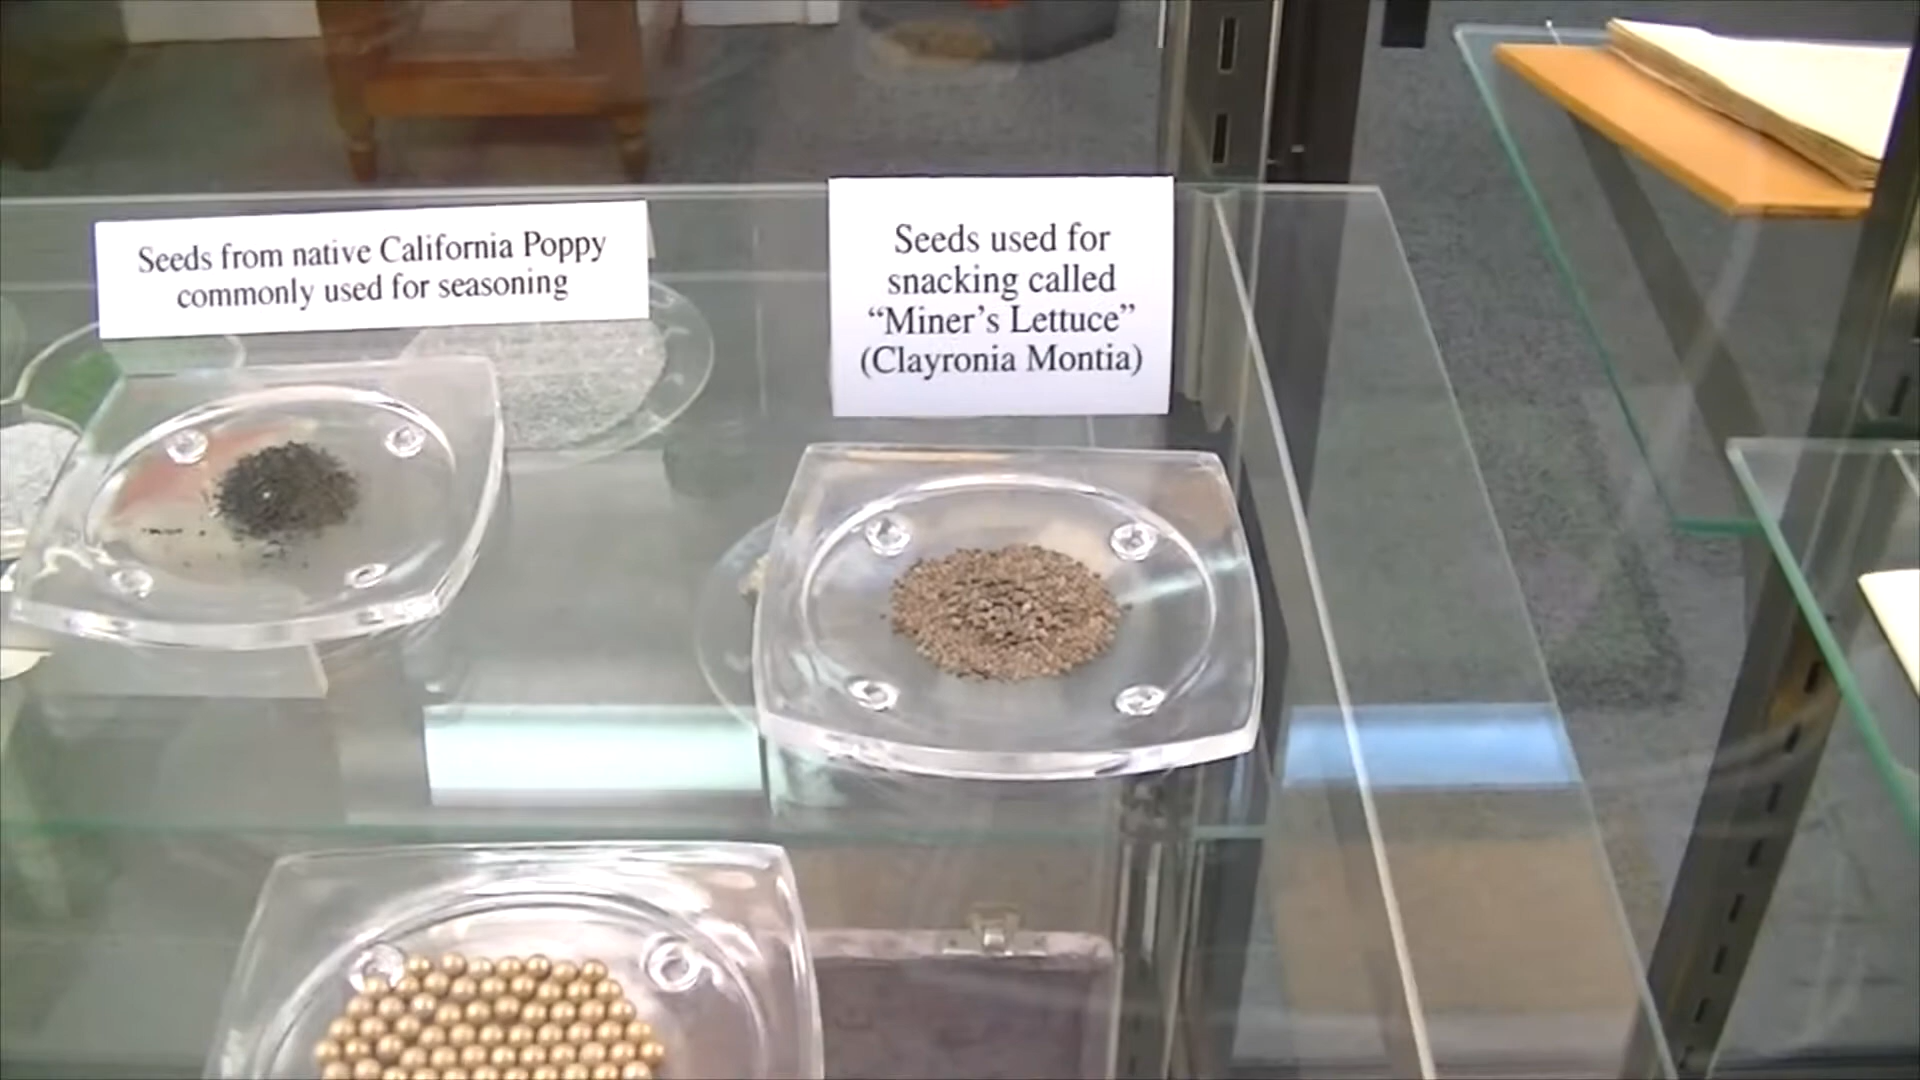 Seeds from native California Poppy
commonly used for seasoning
Seeds used for
snacking called
“Miner’s Lettuce”
(Clayronia Montia)